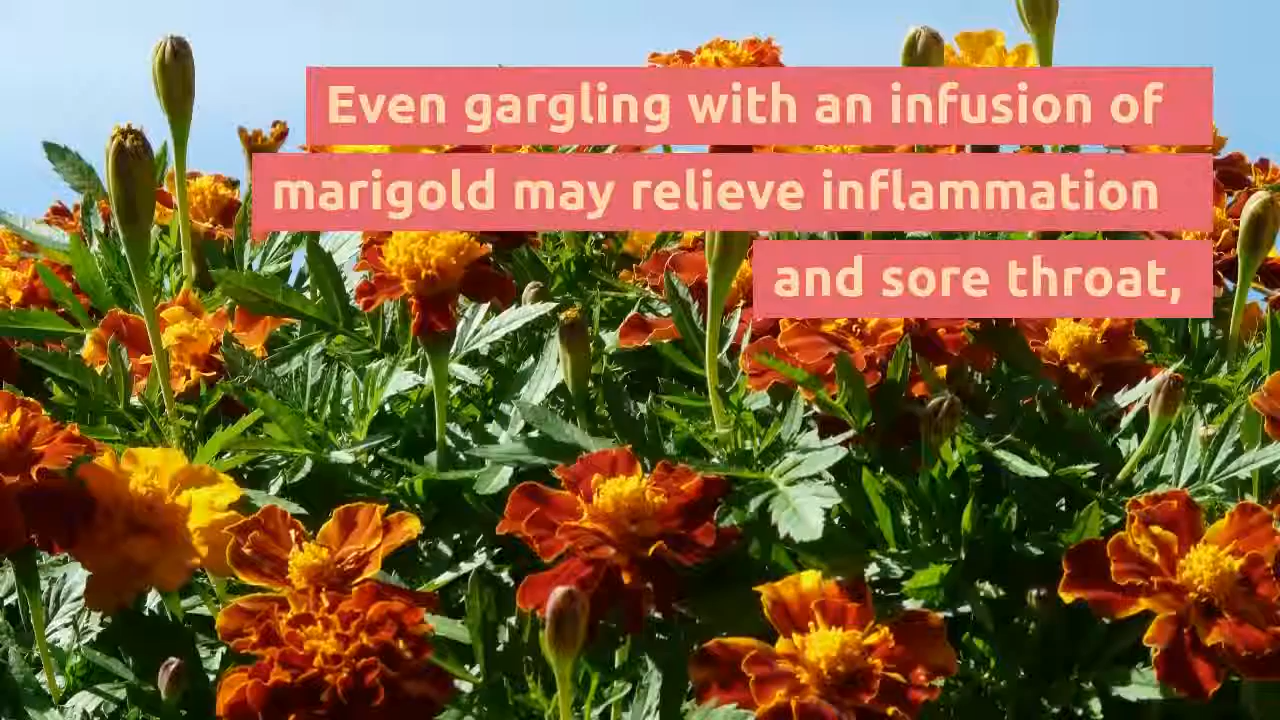 Even gargling with an infusion of
marigold may relieve inflammation
and sore throat,